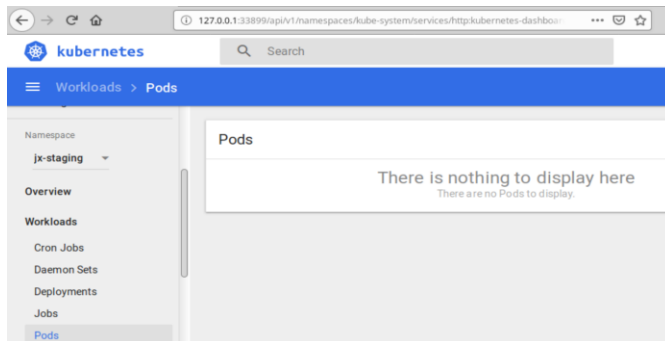 127.0.0.1:33899/api/v1/namespaces/kube-system/services/http:kubernetes-dashboar
kubernetes
Search
Workloads > Pods
Namespace
jx-staging
Overview
Workloads
Cron Jobs
Daemon Sets
Deployments
Jobs
Pods
Pods
There is nothing to display here
There are no Pods to display.